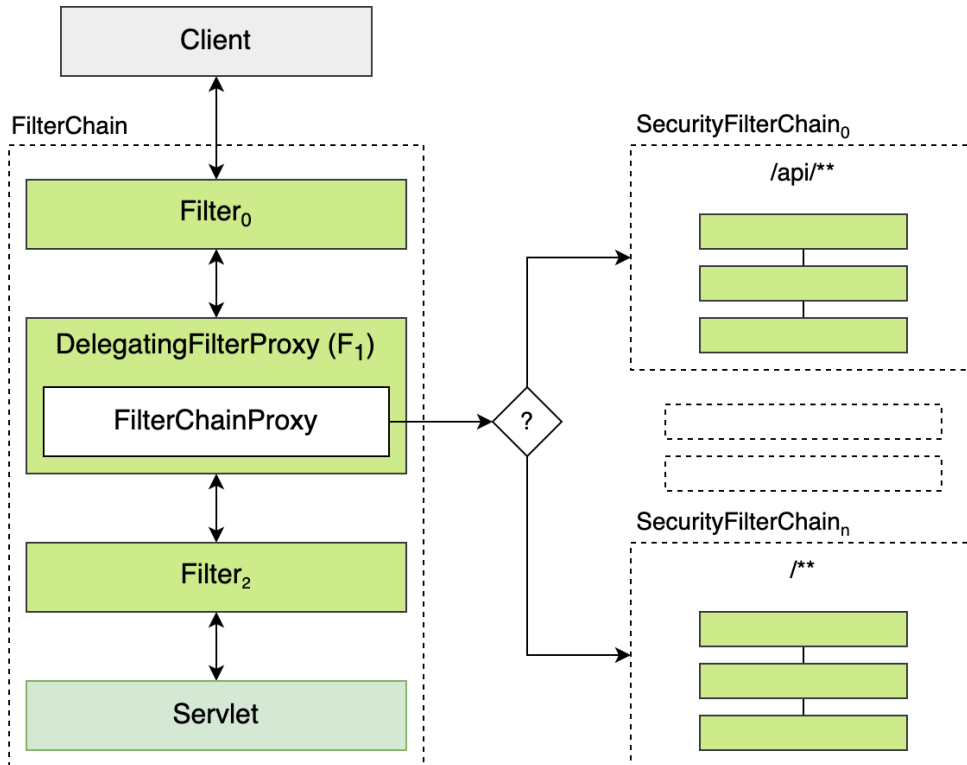 Client
FilterChain
Filter₀
DelegatingFilterProxy (F₁)
FilterChainProxy
Filter₂
Servlet
?
SecurityFilterChain₀
/api/**
SecurityFilterChainₙ
/**